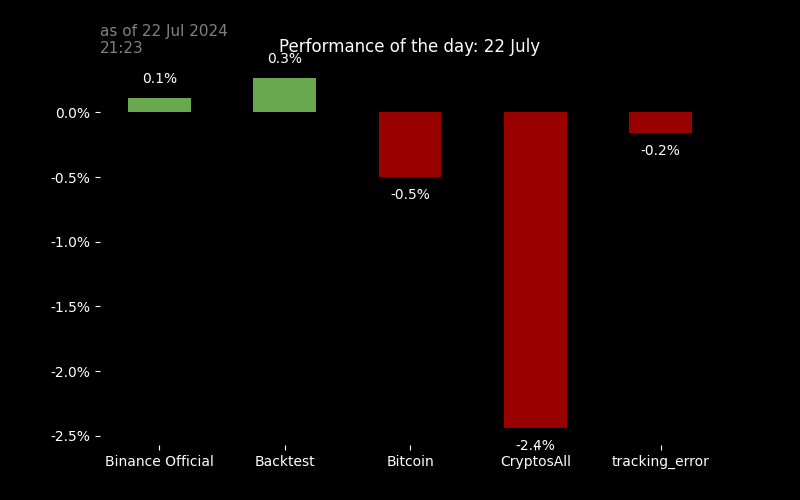 as of 22 Jul 2024
21:23
Performance of the day: 22 July
0.1%
0.3%
-0.5%
-2.4%
-0.2%
0.0%
-0.5%
-1.0%
-1.5%
-2.0%
-2.5%
Binance Official
Backtest
Bitcoin
CryptosAll
tracking_error